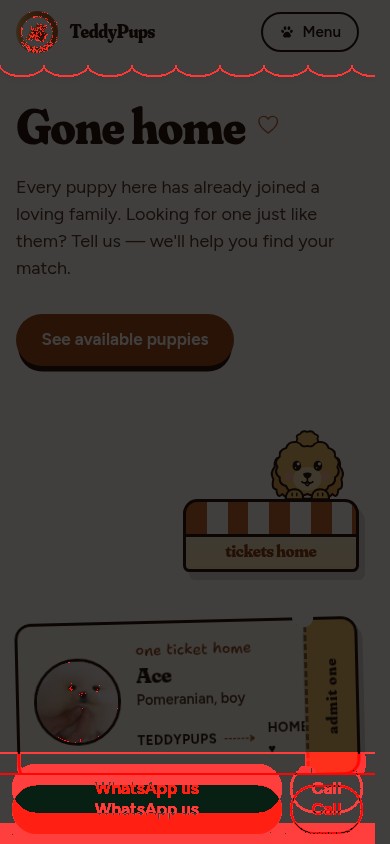 TeddyPups
Menu
Gone home
Every puppy here has already joined a
loving family. Looking for one just like
them? Tell us — we'll help you find your
match.
See available puppies
tickets home
one ticket home
Ace
Pomeranian, boy
TEDDYPUPS
HOME
♥
admit one
WhatsApp us
WhatsApp us
Call
Call